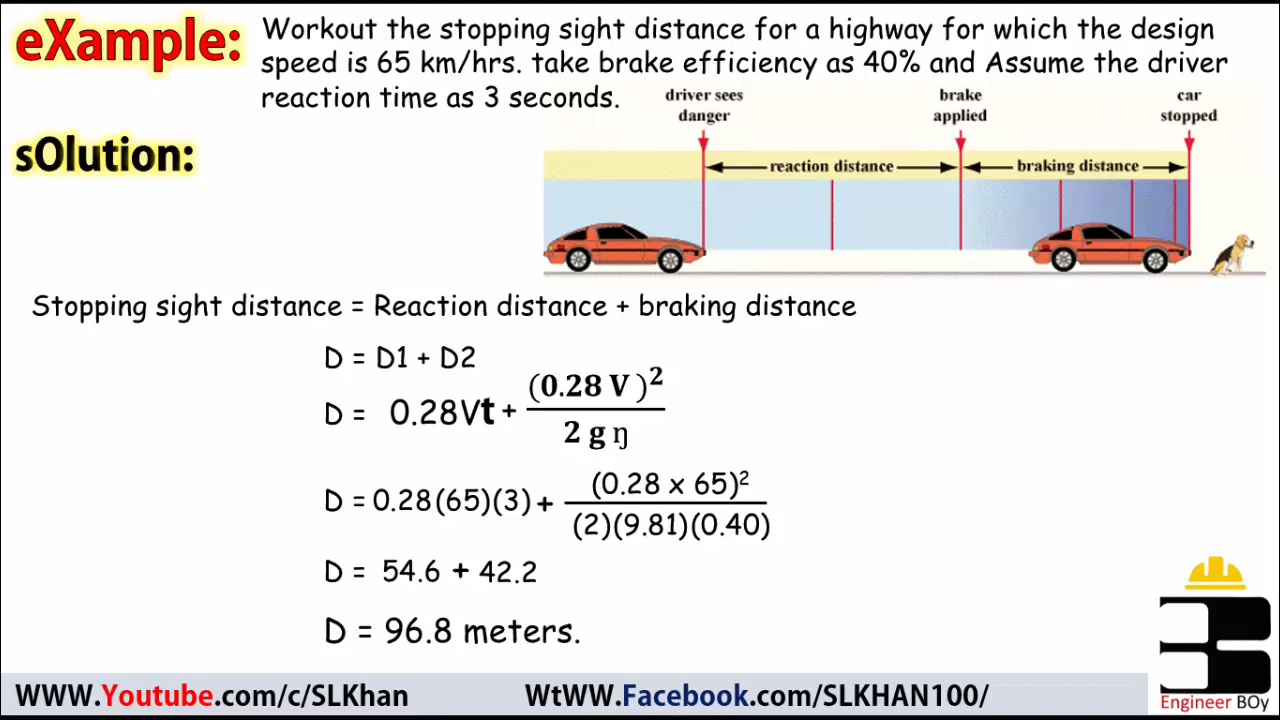 eXample:
Workout the stopping sight distance for a highway for which the design
speed is 65 km/hrs. take brake efficiency as 40% and Assume the driver
reaction time as 3 seconds.
driver sees
danger
brake
applied
car
stopped
sOlution:
reaction distance
braking distance
Stopping sight distance = Reaction distance + braking distance
D = D1 + D2
D = 0.28Vt + (0.28 V )² / 2 g ŋ
D = 0.28(65)(3) + (0.28 x 65)² / (2)(9.81)(0.40)
D = 54.6 + 42.2
D = 96.8 meters.
WWW.Youtube.com/c/SLKhan
WtWW.Facebook.com/SLKHAN100/
Engineer BOy